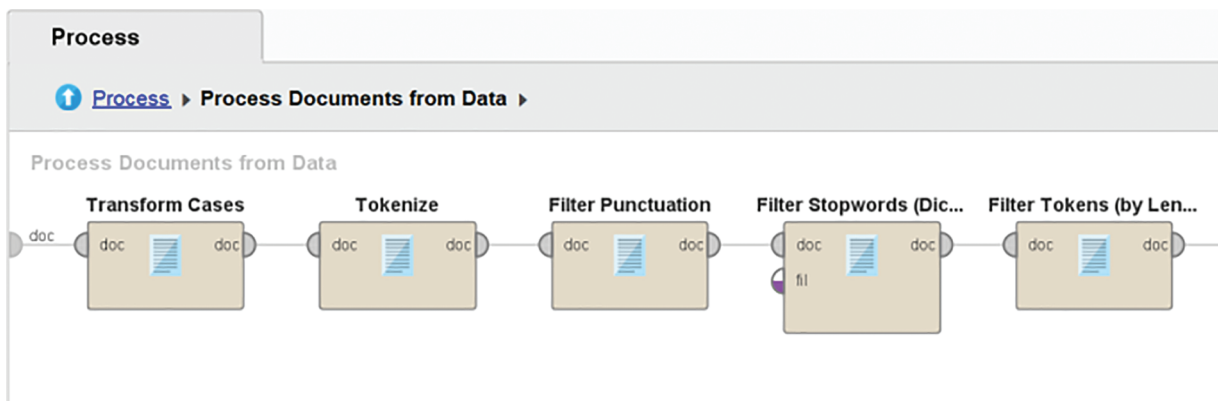 Process
Process Documents from Data
Process Documents from Data
Transform Cases Tokenize Filter Punctuation Filter Stopwords (Dic... Filter Tokens (by Len...
doc doc doc doc doc doc doc doc doc doc doc
fil